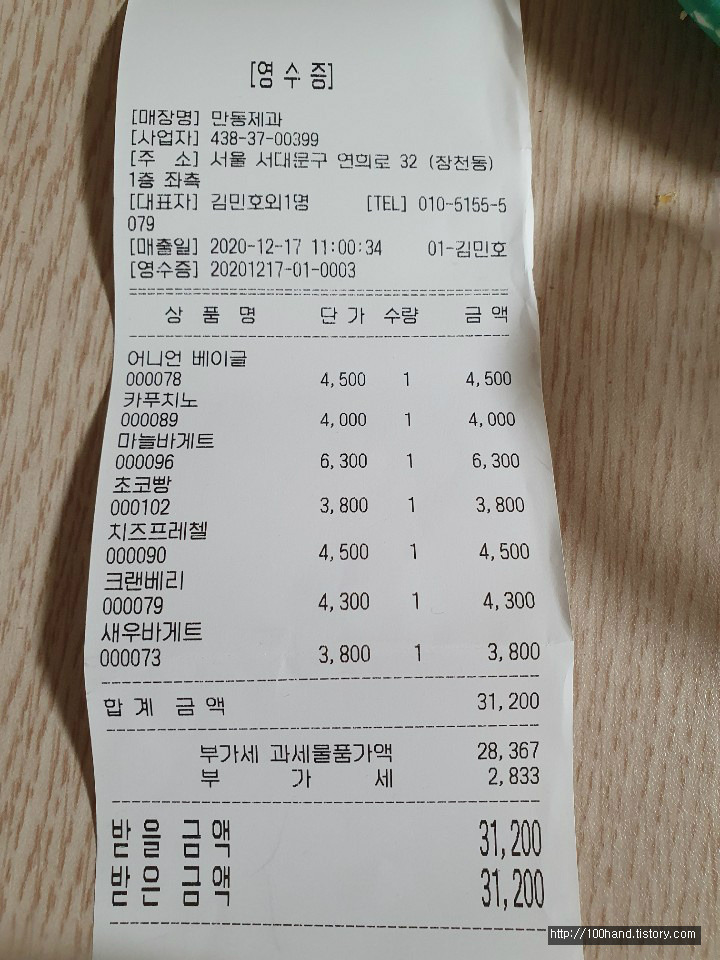 [영 수 증]
[매장명] 만동제과
[사업자] 438-37-00399
[주 소] 서울 서대문구 연희로 32 (장천동)
1층 좌측
[대표자] 김민호외1명 [TEL] 010-5155-5
079
[매출일] 2020-12-17 11:00:34 01-김민호
[영수증] 20201217-01-0003
상 품 명 단 가 수량 금 액
어니언 베이글
000078 4,500 1 4,500
카푸치노
000089 4,000 1 4,000
마늘바게트
000096 6,300 1 6,300
초코빵
000102 3,800 1 3,800
치즈프레첼
000090 4,500 1 4,500
크랜베리
000079 4,300 1 4,300
새우바게트
000073 3,800 1 3,800
합 계 금 액 31,200
부가세 과세물품가액 28,367
부 가 세 2,833
받 을 금 액 31,200
받 은 금 액 31,200
http://100hand.tistory.com